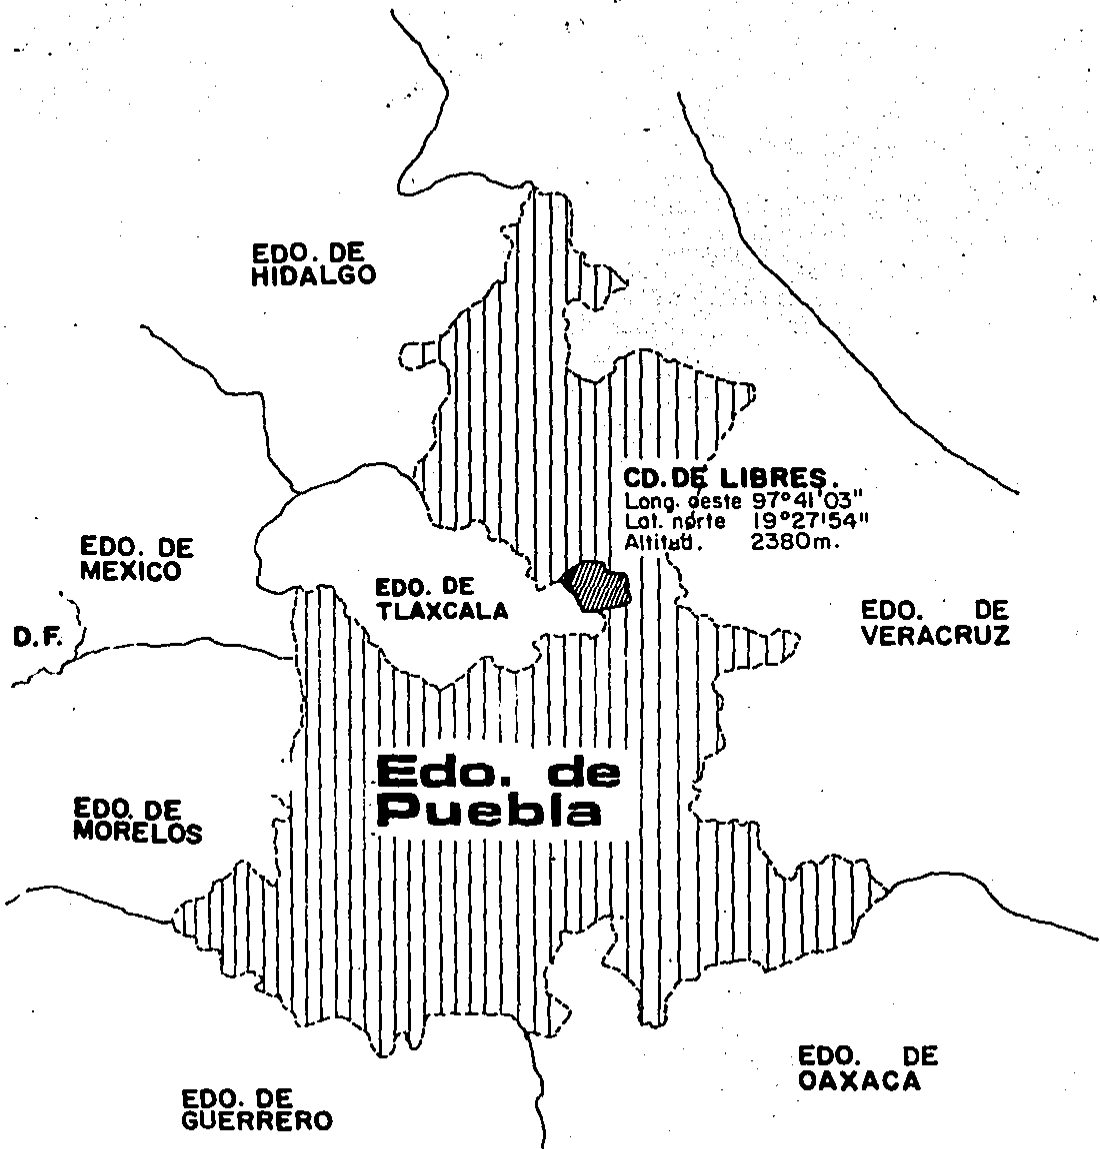 EDO. DE
HIDALGO
CD. DE LIBRES.
Long. oeste 97°41'03"
Lat. norte 19°27'54"
Altitud. 2380m.
EDO. DE
MEXICO
EDO. DE
TLAXCALA
EDO. DE
VERACRUZ
D.F.
Edo. de
Puebla
EDO. DE
MORELOS
EDO. DE
OAXACA
EDO. DE
GUERRERO